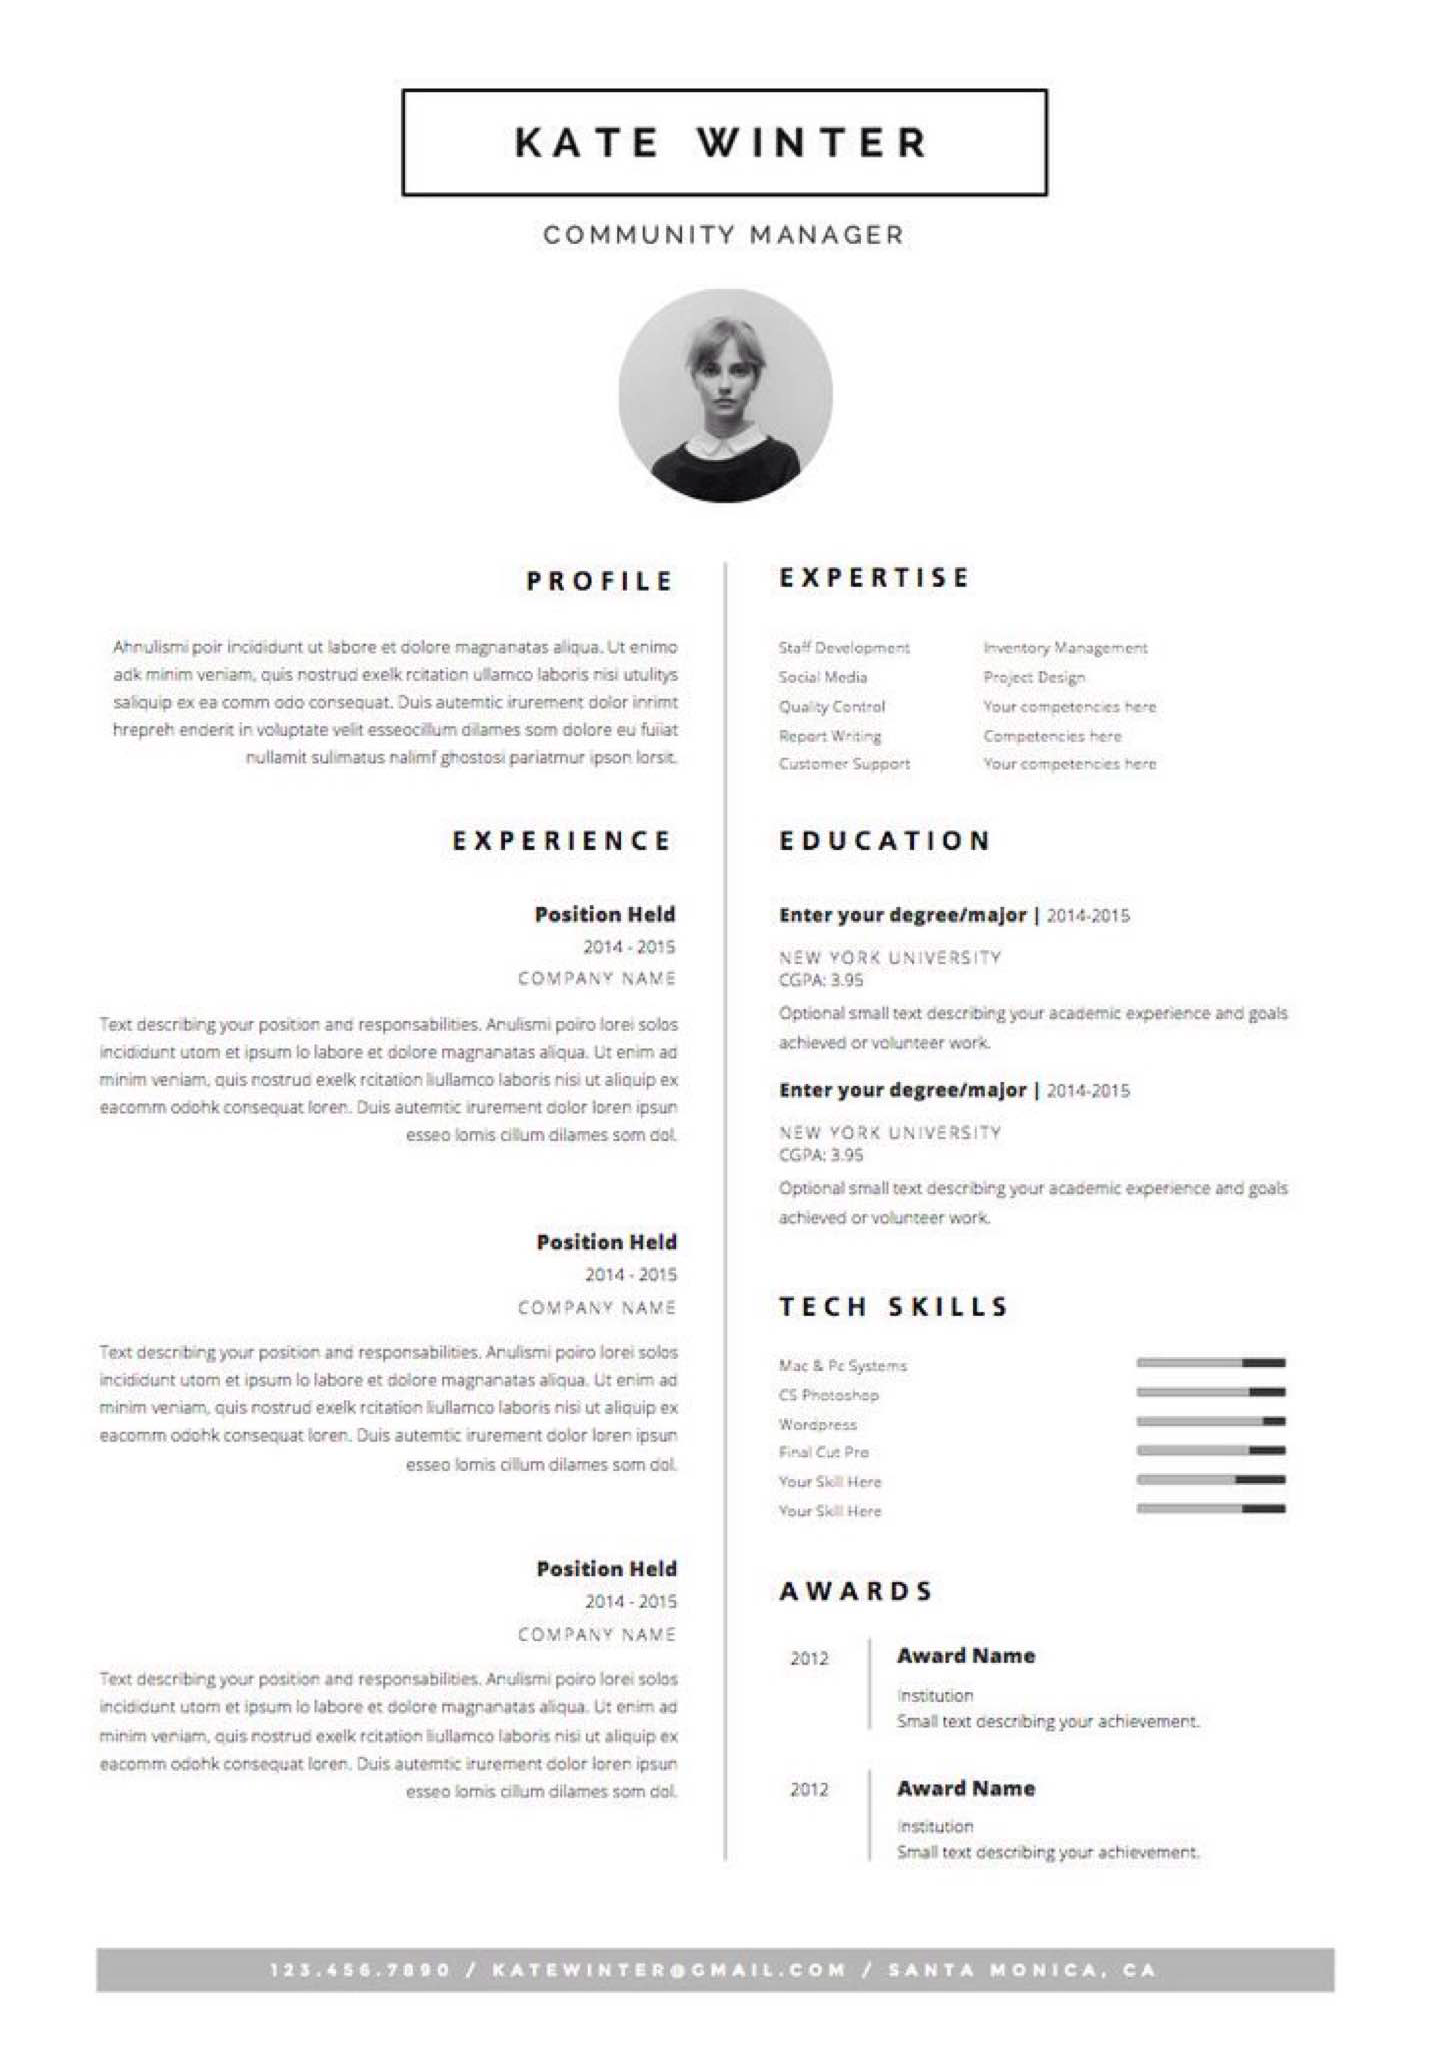 KATE WINTER
COMMUNITY MANAGER
PROFILE
Ahnulismi poir incididunt ut labore et dolore magnanatas aliqua. Ut enimo
adk minim veniam, quis nostrud exelk rcitation ullamco laboris nisi utulitys
saliquip ex ea comm odo consequat. Duis autemtic irurement dolor inrimt
hrepreh enderit in voluptate velit esseocillum dilames som dolore eu fuiiat
nullamit sulimatus nalimf ghostosi pariatmur ipson lorsit.
EXPERIENCE
Position Held
2014 - 2015
COMPANY NAME
Text describing your position and responsabilities. Anulismi poiro lorei solos
incididunt utom et ipsum lo labore et dolore magnanatas aliqua. Ut enim ad
minim veniam, quis nostrud exelk rcitation liullamco laboris nisi ut aliquip ex
eacomm odohk consequat loren. Duis autemtic irurement dolor loren ipsun
esseo lomis cillum dilames som dol.
Position Held
2014 - 2015
COMPANY NAME
Text describing your position and responsabilities. Anulismi poiro lorei solos
incididunt utom et ipsum lo labore et dolore magnanatas aliqua. Ut enim ad
minim veniam, quis nostrud exelk rcitation liullamco laboris nisi ut aliquip ex
eacomm odohk consequat loren. Duis autemtic irurement dolor loren ipsun
esseo lomis cillum dilames som dol.
Position Held
2014 - 2015
COMPANY NAME
Text describing your position and responsabilities. Anulismi poiro lorei solos
incididunt utom et ipsum lo labore et dolore magnanatas aliqua. Ut enim ad
minim veniam, quis nostrud exelk rcitation liullamco laboris nisi ut aliquip ex
eacomm odohk consequat loren. Duis autemtic irurement dolor loren ipsun
esseo lomis cillum dilames som dol.
EXPERTISE
Staff Development
Social Media
Quality Control
Report Writing
Customer Support
Inventory Management
Project Design
Your competencies here
Competencies here
Your competencies here
EDUCATION
Enter your degree/major | 2014-2015
NEW YORK UNIVERSITY
CGPA: 3.95
Optional small text describing your academic experience and goals
achieved or volunteer work.
Enter your degree/major | 2014-2015
NEW YORK UNIVERSITY
CGPA: 3.95
Optional small text describing your academic experience and goals
achieved or volunteer work.
TECH SKILLS
Mac & Pc Systems
CS Photoshop
Wordpress
Final Cut Pro
Your Skill Here
Your Skill Here
AWARDS
2012
Award Name
Institution
Small text describing your achievement.
2012
Award Name
Institution
Small text describing your achievement.
123.456.7890 / KATEWINTER@GMAIL.COM / SANTA MONICA, CA